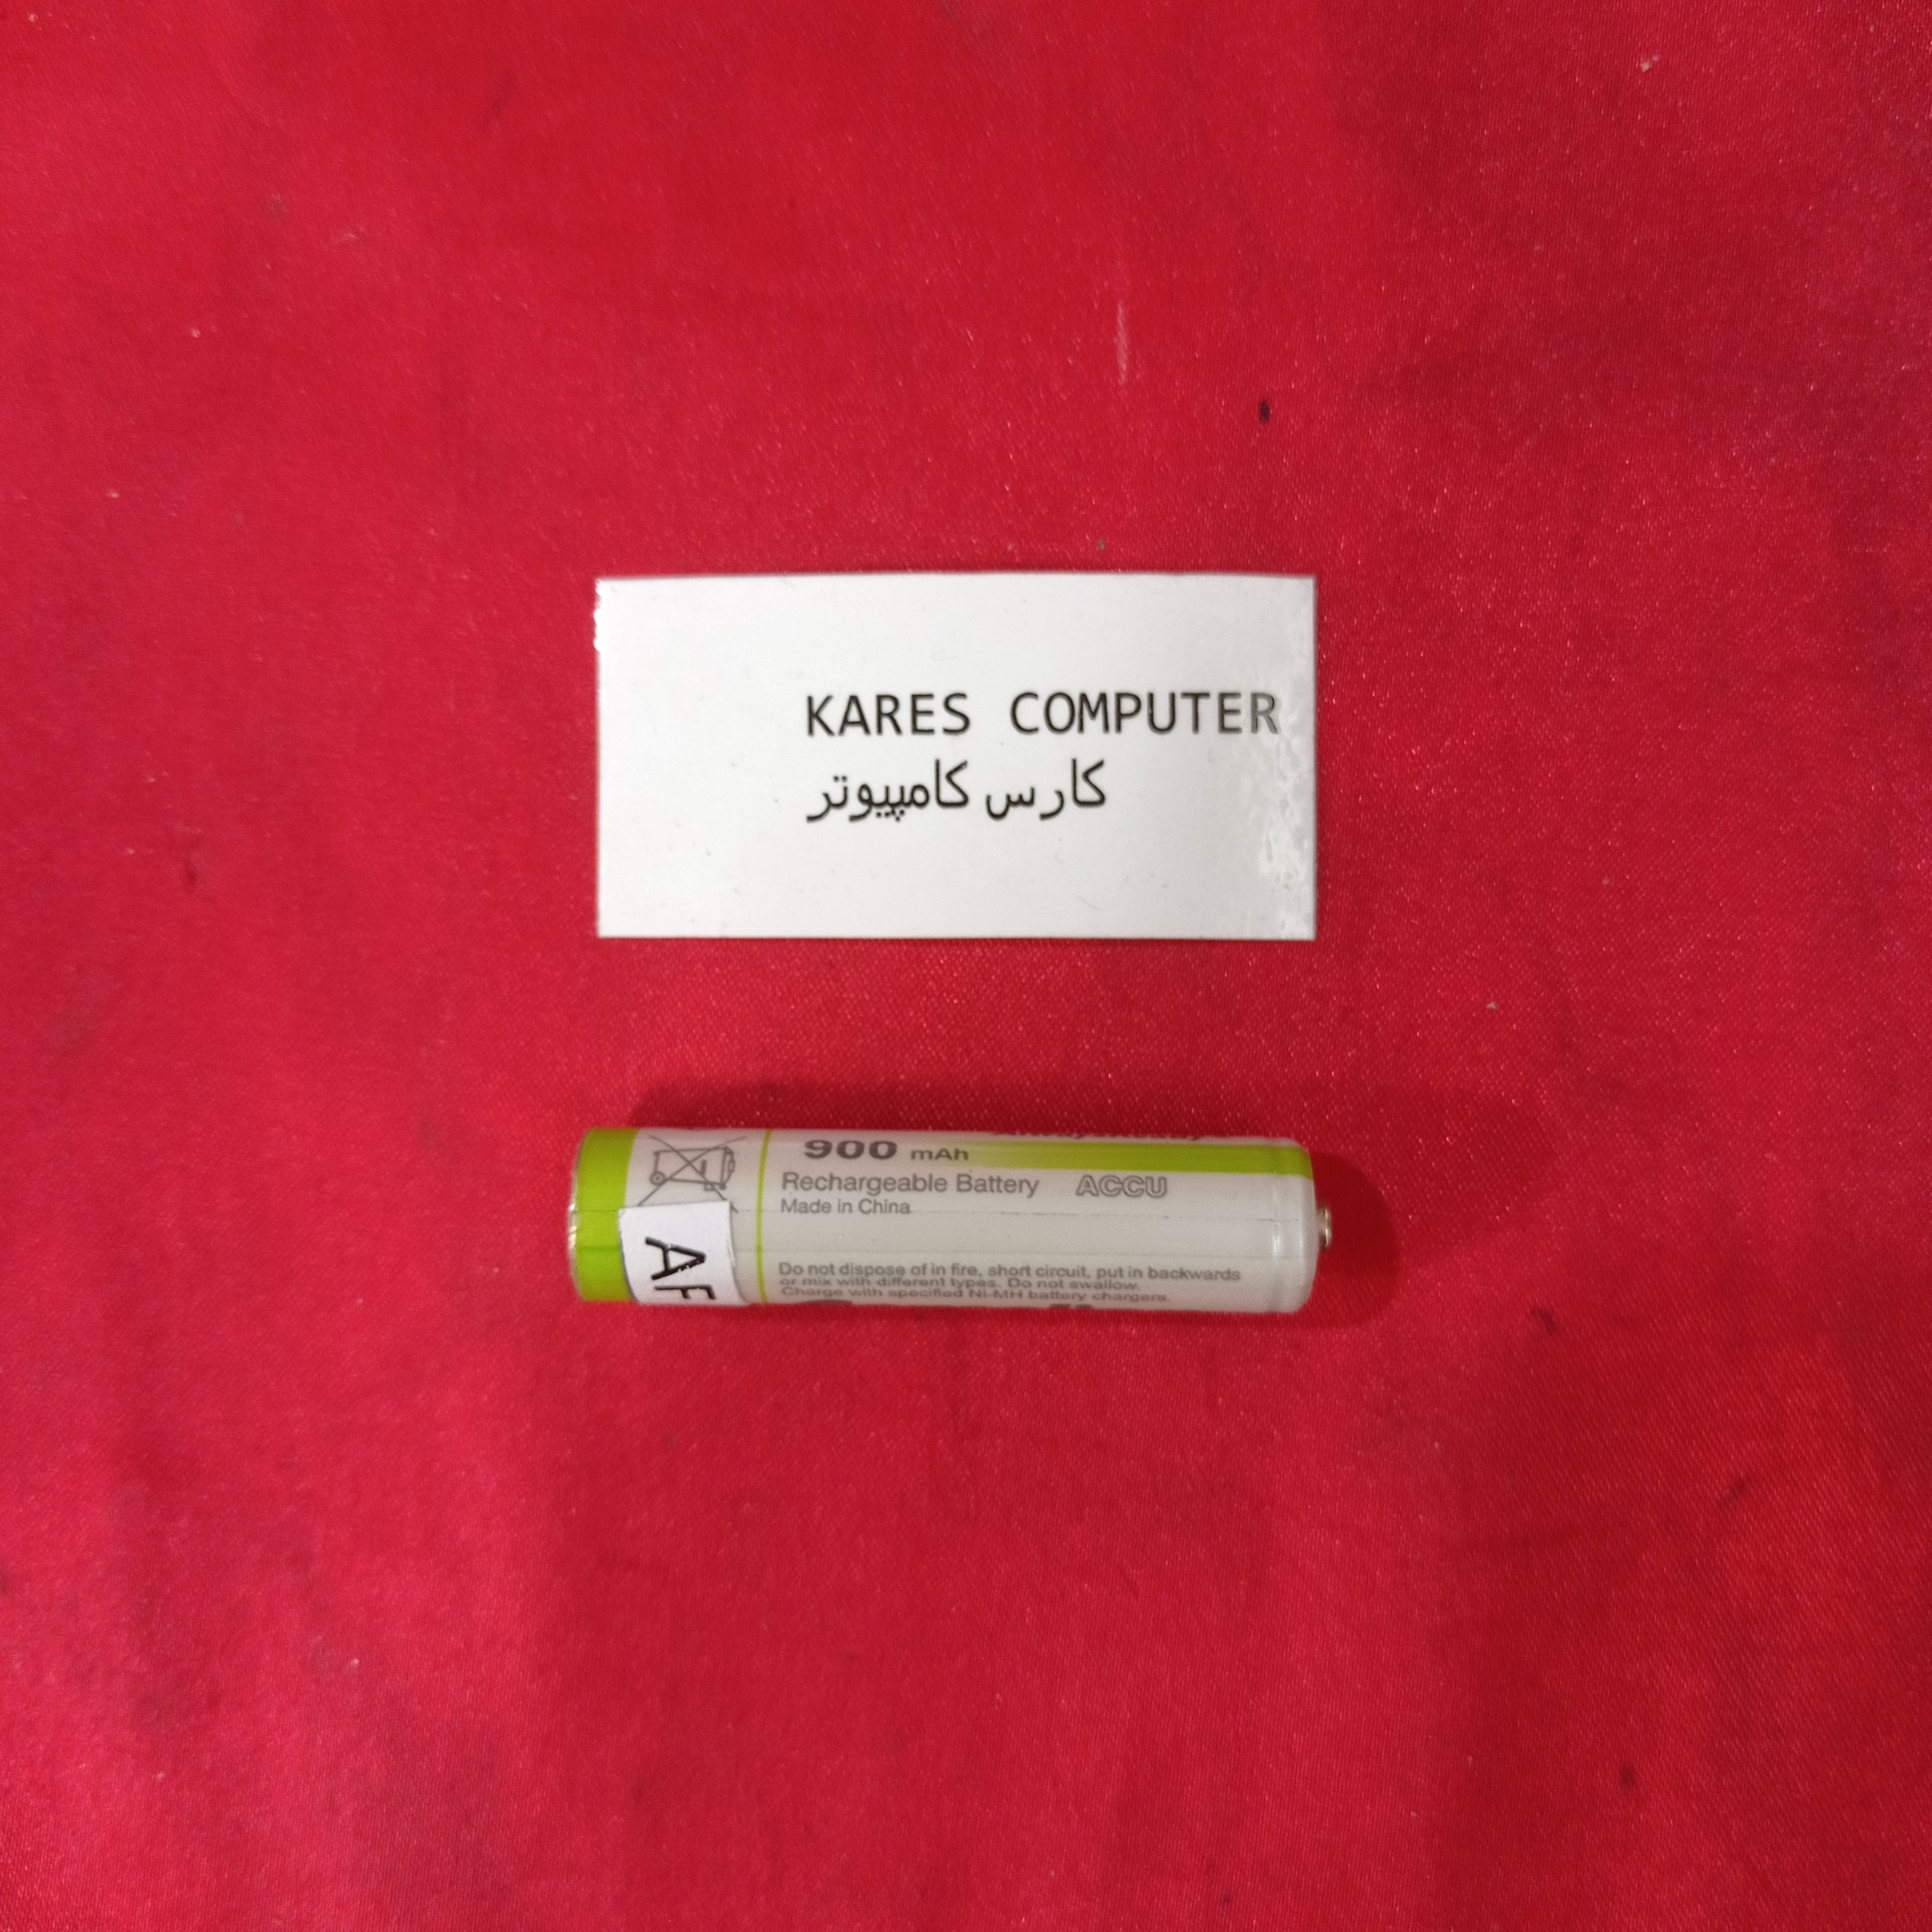 KARES COMPUTER
کارس کامپیوتر
900 mAh
Rechargeable Battery ACCU
Made in China
AF
Do not dispose of in fire, short circuit, put in backwards
or mix with different types. Do not swallow.
Charge with specified Ni-MH battery chargers.